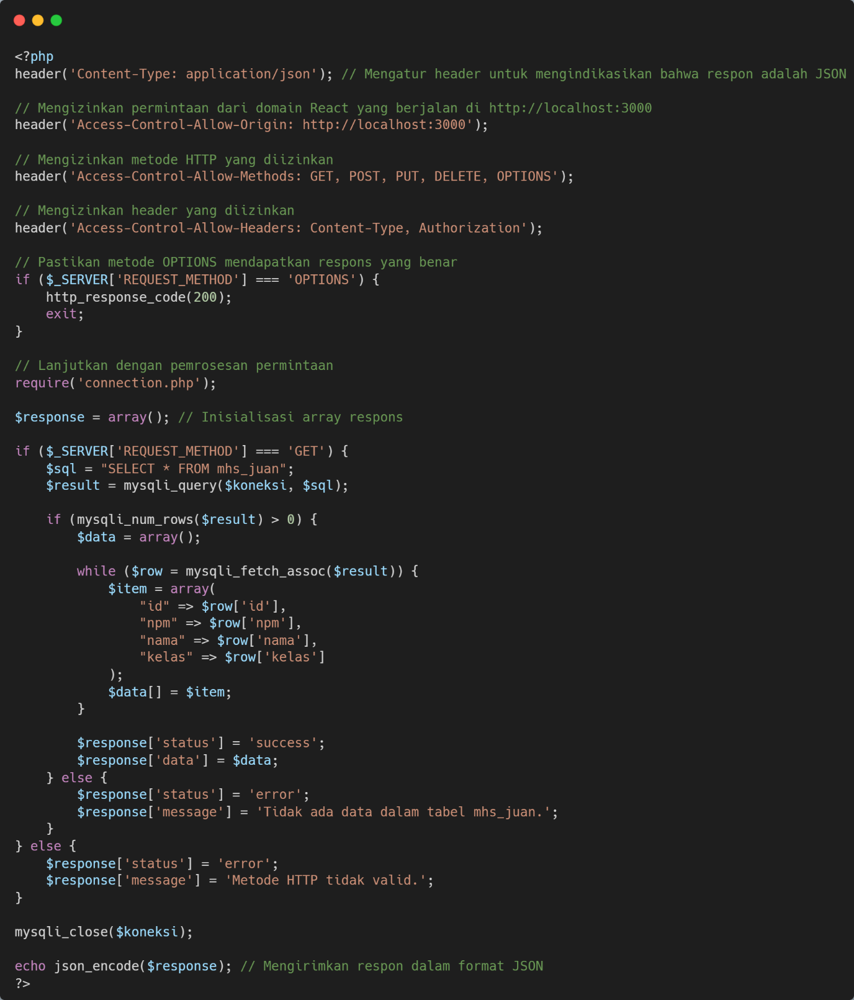 <?php
header('Content-Type: application/json'); // Mengatur header untuk mengindikasikan bahwa respon adalah JSON

// Mengizinkan permintaan dari domain React yang berjalan di http://localhost:3000
header('Access-Control-Allow-Origin: http://localhost:3000');

// Mengizinkan metode HTTP yang diizinkan
header('Access-Control-Allow-Methods: GET, POST, PUT, DELETE, OPTIONS');

// Mengizinkan header yang diizinkan
header('Access-Control-Allow-Headers: Content-Type, Authorization');

// Pastikan metode OPTIONS mendapatkan respons yang benar
if ($_SERVER['REQUEST_METHOD'] === 'OPTIONS') {
    http_response_code(200);
    exit;
}

// Lanjutkan dengan pemrosesan permintaan
require('connection.php');

$response = array(); // Inisialisasi array respons

if ($_SERVER['REQUEST_METHOD'] === 'GET') {
    $sql = "SELECT * FROM mhs_juan";
    $result = mysqli_query($koneksi, $sql);

    if (mysqli_num_rows($result) > 0) {
        $data = array();

        while ($row = mysqli_fetch_assoc($result)) {
            $item = array(
                "id" => $row['id'],
                "npm" => $row['npm'],
                "nama" => $row['nama'],
                "kelas" => $row['kelas']
            );
            $data[] = $item;
        }

        $response['status'] = 'success';
        $response['data'] = $data;
    } else {
        $response['status'] = 'error';
        $response['message'] = 'Tidak ada data dalam tabel mhs_juan.';
    }
} else {
    $response['status'] = 'error';
    $response['message'] = 'Metode HTTP tidak valid.';
}

mysqli_close($koneksi);

echo json_encode($response); // Mengirimkan respon dalam format JSON
?>